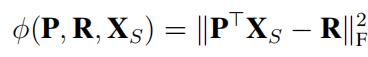 ϕ(P, R, X_S) = ‖P^⊤X_S − R‖_F^2